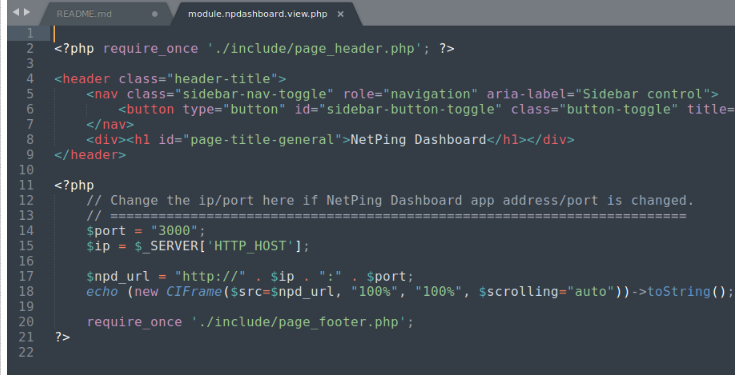 README.md
module.npdashboard.view.php ×
1
2 <?php require_once './include/page_header.php'; ?>
3
4 <header class="header-title">
5 <nav class="sidebar-nav-toggle" role="navigation" aria-label="Sidebar control">
6 <button type="button" id="sidebar-button-toggle" class="button-toggle" title=
7 </nav>
8 <div><h1 id="page-title-general">NetPing Dashboard</h1></div>
9 </header>
10
11 <?php
12 // Change the ip/port here if NetPing Dashboard app address/port is changed.
13 // ========================================================================
14 $port = "3000";
15 $ip = $_SERVER['HTTP_HOST'];
16
17 $npd_url = "http://" . $ip . ":" . $port;
18 echo (new CIFrame($src=$npd_url, "100%", "100%", $scrolling="auto"))->toString();
19
20 require_once './include/page_footer.php';
21 ?>
22